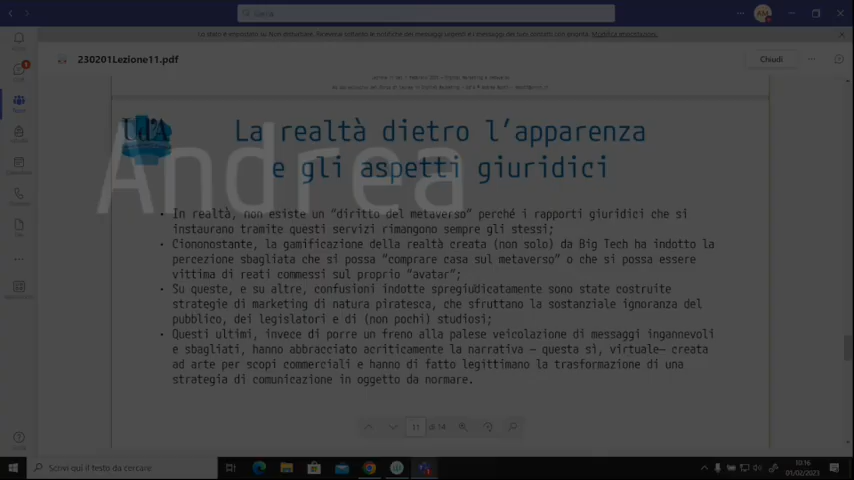 Cerca
AM
230201Lezione11.pdf
Chiudi
UdA
La realtà dietro l’apparenza
e gli aspetti giuridici
Andrea
• In realtà, non esiste un “diritto del metaverso” perché i rapporti giuridici che si
instaurano tramite questi servizi rimangono sempre gli stessi;
• Ciononostante, la gamificazione della realtà creata (non solo) da Big Tech ha indotto la
percezione sbagliata che si possa “comprare casa sul metaverso” o che si possa essere
vittima di reati commessi sul proprio “avatar”;
• Su queste, e su altre, confusioni indotte spregiudicatamente sono state costruite
strategie di marketing di natura piratesca, che sfruttano la sostanziale ignoranza del
pubblico, dei legislatori e di (non pochi) studiosi;
• Questi ultimi, invece di porre un freno alla palese veicolazione di messaggi ingannevoli
e sbagliati, hanno abbracciato acriticamente la narrativa – questa sì, virtuale– creata
ad arte per scopi commerciali e hanno di fatto legittimano la trasformazione di una
strategia di comunicazione in oggetto da normare.
11 di 14
Scrivi qui il testo da cercare
10:16
01/02/2023